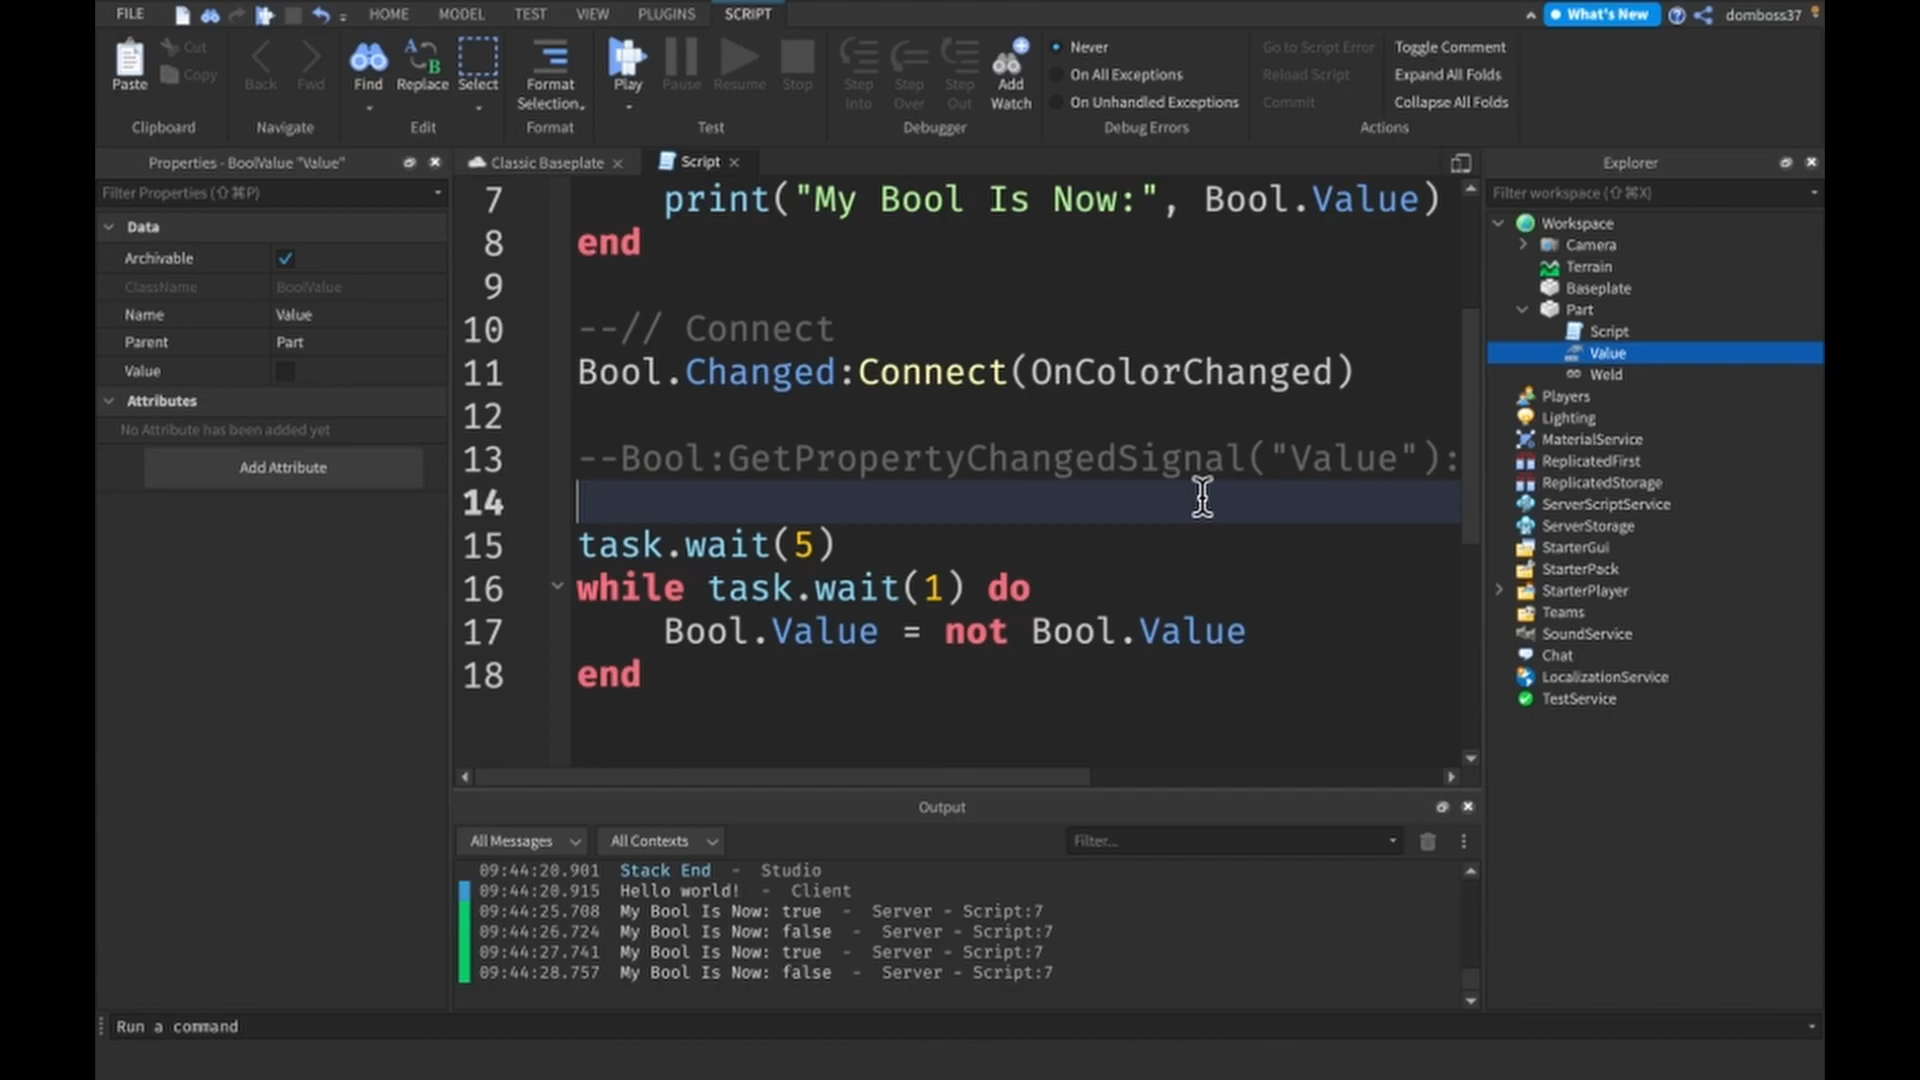 FILE HOME MODEL TEST VIEW PLUGINS SCRIPT What's New domboss37
Paste Cut Copy Back Fwd Find Replace Select Format Selection Play Pause Resume Stop Step Into Step Over Step Out Add Watch
Never
On All Exceptions
On Unhandled Exceptions
Go to Script Error
Reload Script
Commit
Toggle Comment
Expand All Folds
Collapse All Folds
Clipboard Navigate Edit Format Test Debugger Debug Errors Actions
Properties - BoolValue "Value"
Filter Properties (⇧⌘P)
Data
Archivable
ClassName BoolValue
Name Value
Parent Part
Value
Attributes
No Attribute has been added yet
Add Attribute
Classic Baseplate Script
7 print("My Bool Is Now:", Bool.Value)
8 end
9
10 --// Connect
11 Bool.Changed:Connect(OnColorChanged)
12
13 --Bool:GetPropertyChangedSignal("Value"):
14
15 task.wait(5)
16 while task.wait(1) do
17 Bool.Value = not Bool.Value
18 end
Output
All Messages All Contexts Filter...
09:44:20.901 Stack End - Studio
09:44:20.915 Hello world! - Client
09:44:25.708 My Bool Is Now: true - Server - Script:7
09:44:26.724 My Bool Is Now: false - Server - Script:7
09:44:27.741 My Bool Is Now: true - Server - Script:7
09:44:28.757 My Bool Is Now: false - Server - Script:7
Explorer
Filter workspace (⇧⌘X)
Workspace
Camera
Terrain
Baseplate
Part
Script
Value
Weld
Players
Lighting
MaterialService
ReplicatedFirst
ReplicatedStorage
ServerScriptService
ServerStorage
StarterGui
StarterPack
StarterPlayer
Teams
SoundService
Chat
LocalizationService
TestService
Run a command